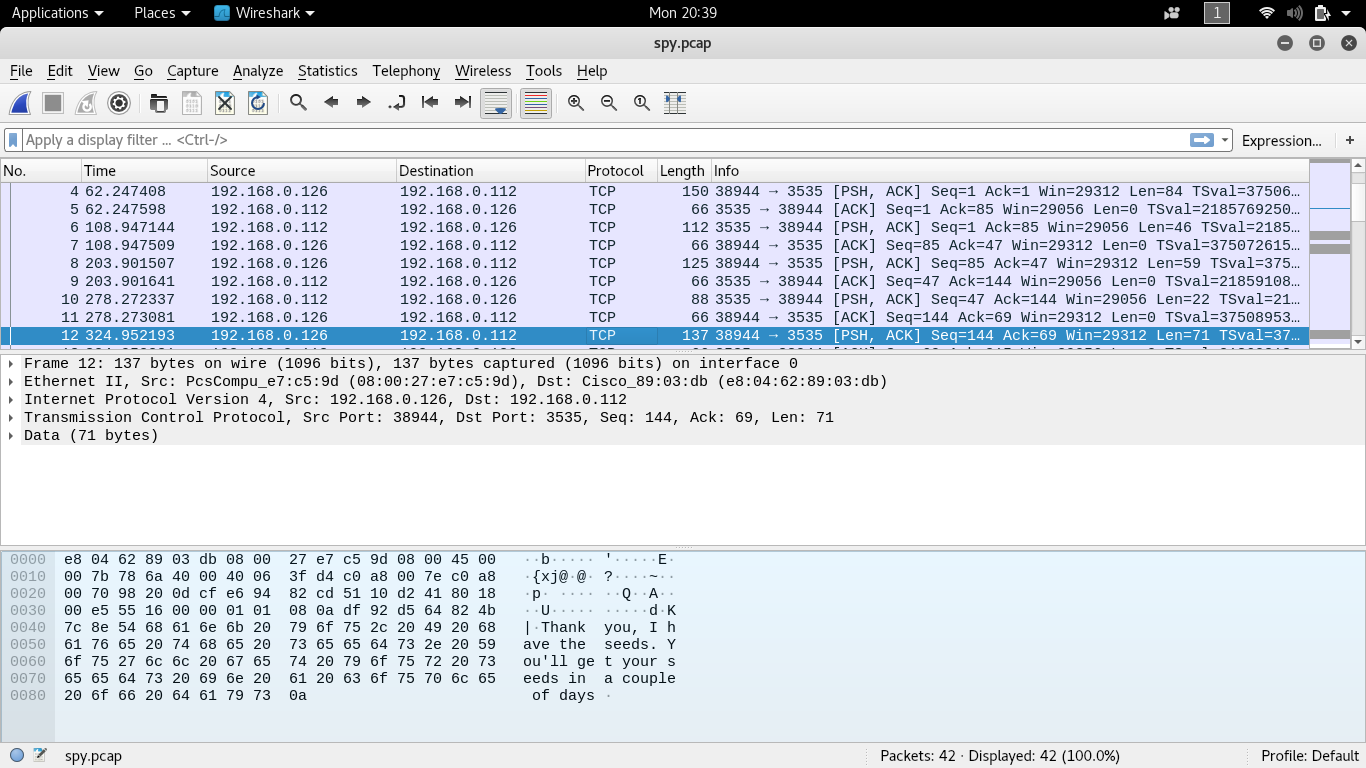 Applications Places Wireshark Mon 20:39 1
spy.pcap
File Edit View Go Capture Analyze Statistics Telephony Wireless Tools Help
Apply a display filter ... <Ctrl-/> Expression... +
No. Time Source Destination Protocol Length Info
4 62.247408 192.168.0.126 192.168.0.112 TCP 150 38944 → 3535 [PSH, ACK] Seq=1 Ack=1 Win=29312 Len=84 TSval=37506…
5 62.247598 192.168.0.112 192.168.0.126 TCP 66 3535 → 38944 [ACK] Seq=1 Ack=85 Win=29056 Len=0 TSval=2185769250…
6 108.947144 192.168.0.112 192.168.0.126 TCP 112 3535 → 38944 [PSH, ACK] Seq=1 Ack=85 Win=29056 Len=46 TSval=2185…
7 108.947509 192.168.0.126 192.168.0.112 TCP 66 38944 → 3535 [ACK] Seq=85 Ack=47 Win=29312 Len=0 TSval=375072615…
8 203.901507 192.168.0.126 192.168.0.112 TCP 125 38944 → 3535 [PSH, ACK] Seq=85 Ack=47 Win=29312 Len=59 TSval=375…
9 203.901641 192.168.0.112 192.168.0.126 TCP 66 3535 → 38944 [ACK] Seq=47 Ack=144 Win=29056 Len=0 TSval=21859108…
10 278.272337 192.168.0.112 192.168.0.126 TCP 88 3535 → 38944 [PSH, ACK] Seq=47 Ack=144 Win=29056 Len=22 TSval=21…
11 278.273081 192.168.0.126 192.168.0.112 TCP 66 38944 → 3535 [ACK] Seq=144 Ack=69 Win=29312 Len=0 TSval=37508953…
12 324.952193 192.168.0.126 192.168.0.112 TCP 137 38944 → 3535 [PSH, ACK] Seq=144 Ack=69 Win=29312 Len=71 TSval=37…
Frame 12: 137 bytes on wire (1096 bits), 137 bytes captured (1096 bits) on interface 0
Ethernet II, Src: PcsCompu_e7:c5:9d (08:00:27:e7:c5:9d), Dst: Cisco_89:03:db (e8:04:62:89:03:db)
Internet Protocol Version 4, Src: 192.168.0.126, Dst: 192.168.0.112
Transmission Control Protocol, Src Port: 38944, Dst Port: 3535, Seq: 144, Ack: 69, Len: 71
Data (71 bytes)
0000 e8 04 62 89 03 db 08 00 27 e7 c5 9d 08 00 45 00 ··b····· '·····E·
0010 00 7b 78 6a 40 00 40 06 3f d4 c0 a8 00 7e c0 a8 ·{xj@·@· ?····~··
0020 00 70 98 20 0d cf e6 94 82 cd 51 10 d2 41 80 18 ·p· ···· ··Q··A··
0030 00 e5 55 16 00 00 01 01 08 0a df 92 d5 64 82 4b ··U····· ·····d·K
0040 7c 8e 54 68 61 6e 6b 20 79 6f 75 2c 20 49 20 68 |·Thank you, I h
0050 61 76 65 20 74 68 65 20 73 65 65 64 73 2e 20 59 ave the seeds. Y
0060 6f 75 27 6c 6c 20 67 65 74 20 79 6f 75 72 20 73 ou'll ge t your s
0070 65 65 64 73 20 69 6e 20 61 20 63 6f 75 70 6c 65 eeds in a couple
0080 20 6f 66 20 64 61 79 73 0a of days ·
spy.pcap Packets: 42 · Displayed: 42 (100.0%) Profile: Default